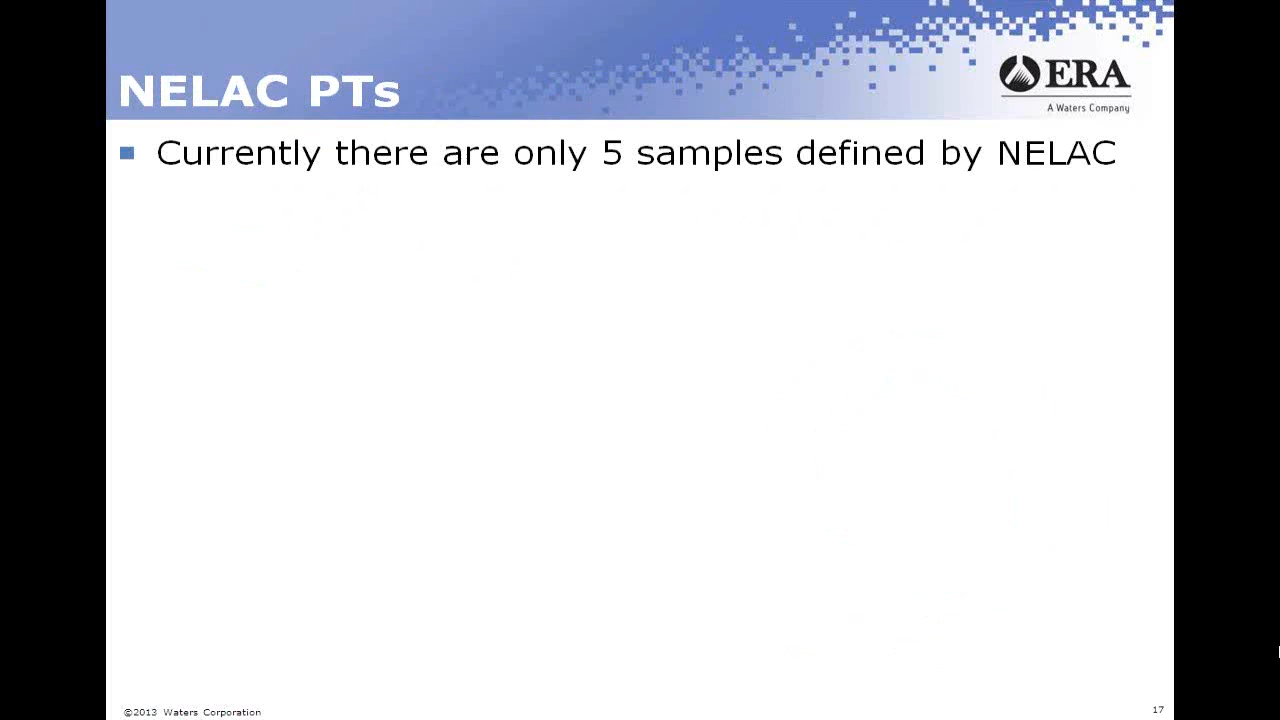 NELAC PTs
ERA
A Waters Company
Currently there are only 5 samples defined by NELAC
©2013 Waters Corporation
17